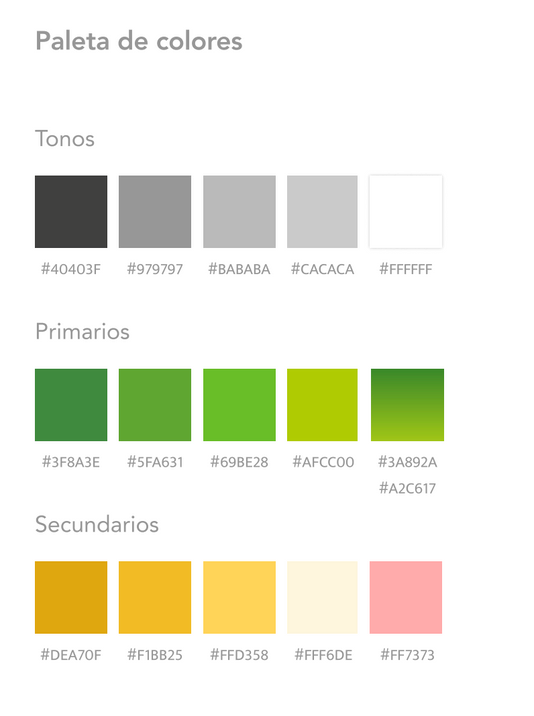 Paleta de colores
Tonos
#40403F #979797 #BABABA #CACACA #FFFFFF
Primarios
#3F8A3E #5FA631 #69BE28 #AFCC00 #3A892A
#A2C617
Secundarios
#DEA70F #F1BB25 #FFD358 #FFF6DE #FF7373